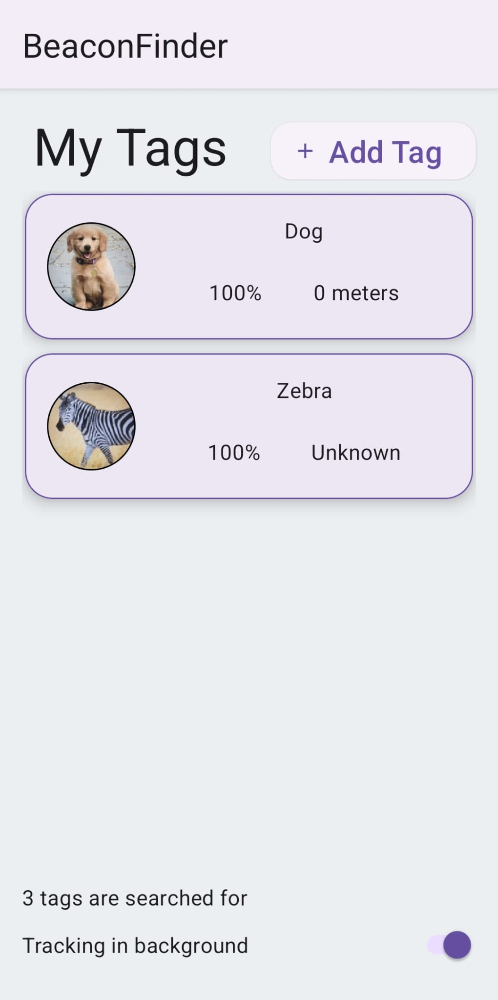 BeaconFinder
My Tags
+ Add Tag
Dog
100% 0 meters
Zebra
100% Unknown
3 tags are searched for
Tracking in background